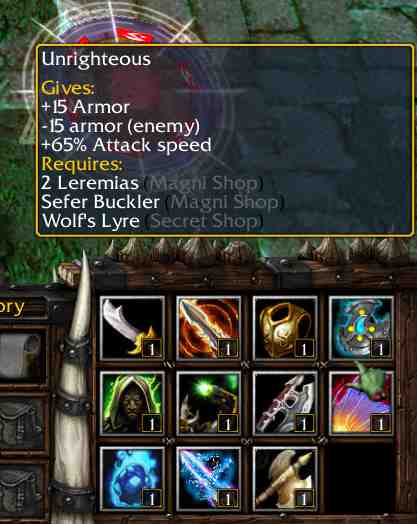 Unrighteous
Gives:
+15 Armor
-15 armor (enemy)
+65% Attack speed
Requires:
2 Leremias (Magni Shop)
Sefer Buckler (Magni Shop)
Wolf's Lyre (Secret Shop)
ory
1 1 1 1
1 1 1 1
1 1 1